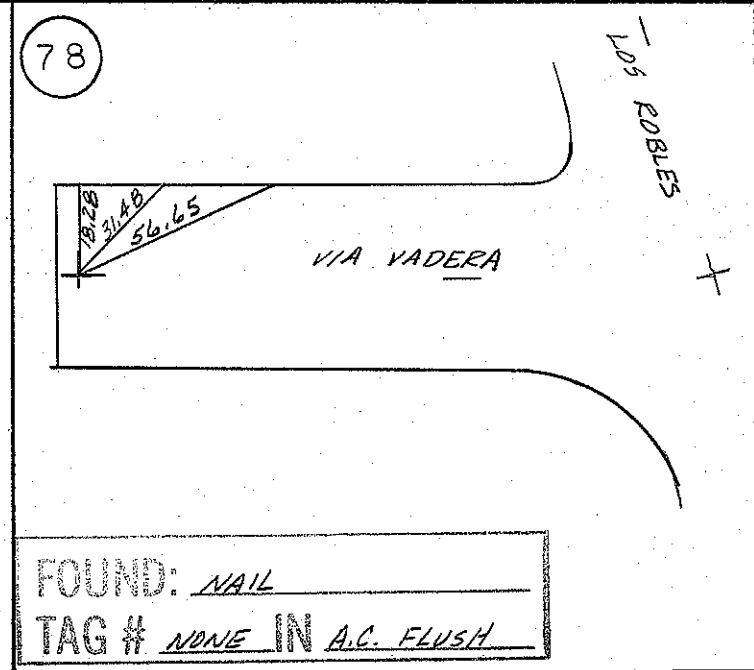 78
LOS ROBLES
18.28
31.48
56.65
VIA VADERA
FOUND: NAIL
TAG # NONE IN A.C. FLUSH